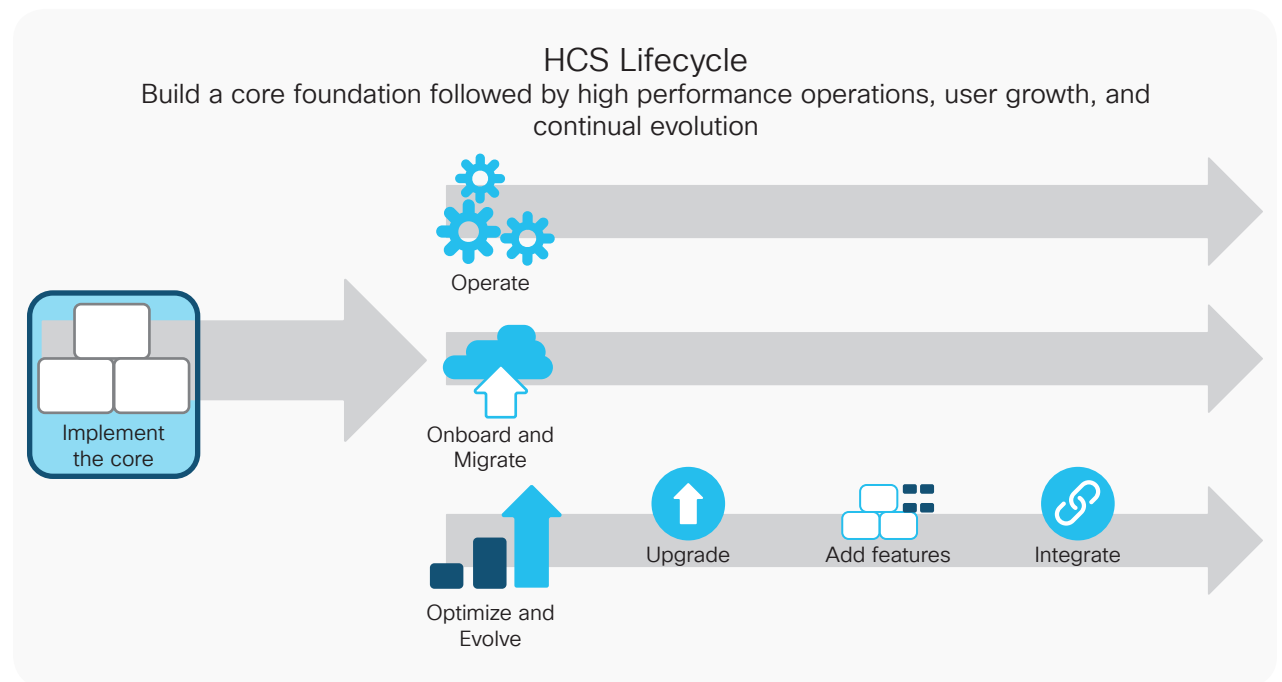 HCS Lifecycle
Build a core foundation followed by high performance operations, user growth, and
continual evolution
Operate
Implement
the core
Onboard and
Migrate
Upgrade
Add features
Integrate
Optimize and
Evolve